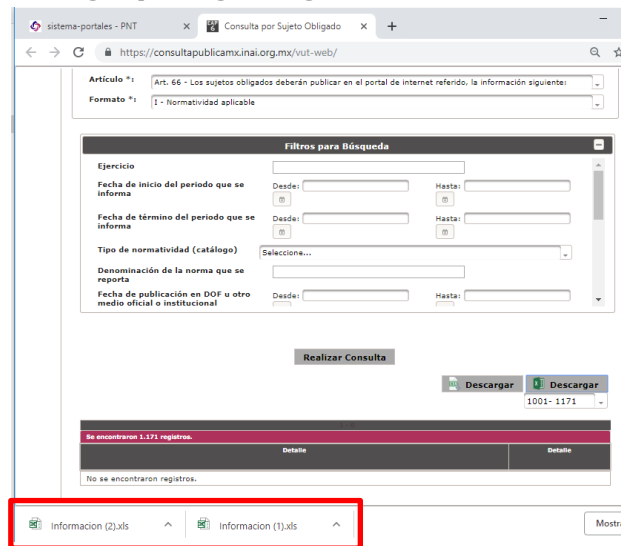 sistema-portales - PNT
Consulta por Sujeto Obligado
https://consultapublicamx.inai.org.mx/vut-web/
Artículo *: Art. 66 - Los sujetos obligados deberán publicar en el portal de internet referido, la información siguiente:
Formato *: I - Normatividad aplicable
Filtros para Búsqueda
Ejercicio
Fecha de inicio del periodo que se Desde: Hasta:
informa
Fecha de término del periodo que se Desde: Hasta:
informa
Tipo de normatividad (catálogo) Seleccione...
Denominación de la norma que se
reporta
Fecha de publicación en DOF u otro Desde: Hasta:
medio oficial o institucional
Realizar Consulta
Descargar Descargar
1001- 1171
Se encontraron 1.171 registros.
Detalle Detalle
No se encontraron registros.
Informacion (2).xls Informacion (1).xls Mostra